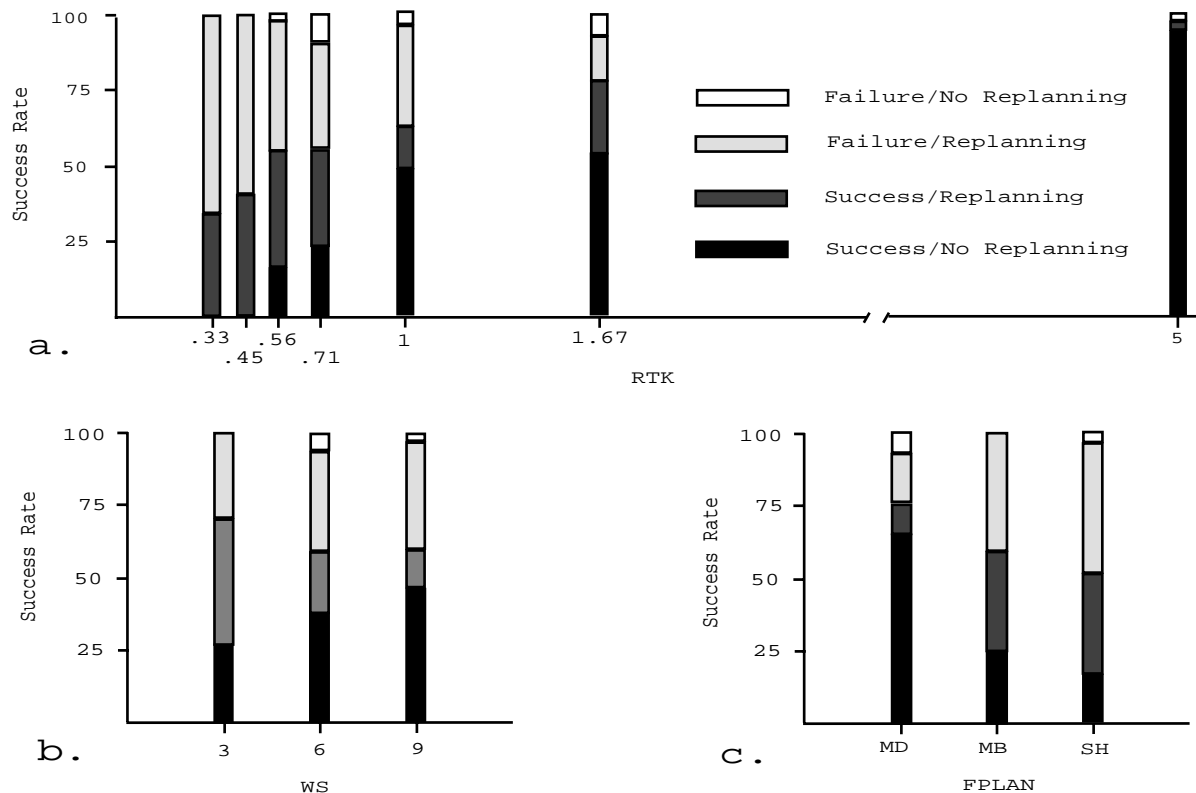 100
75
50
25
Success Rate
Failure/No Replanning
Failure/Replanning
Success/Replanning
Success/No Replanning
.33 .56 1 1.67 5
.45 .71
RTK
a.
100
75
50
25
Success Rate
3 6 9
WS
b.
100
75
50
25
Success Rate
MD MB SH
FPLAN
c.